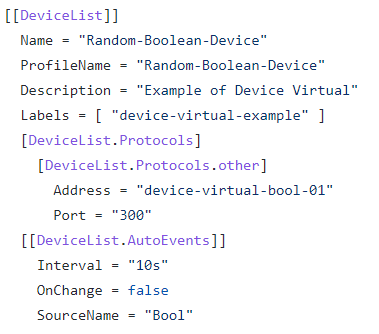 [[DeviceList]]
  Name = "Random-Boolean-Device"
  ProfileName = "Random-Boolean-Device"
  Description = "Example of Device Virtual"
  Labels = [ "device-virtual-example" ]
  [DeviceList.Protocols]
    [DeviceList.Protocols.other]
      Address = "device-virtual-bool-01"
      Port = "300"
  [[DeviceList.AutoEvents]]
    Interval = "10s"
    OnChange = false
    SourceName = "Bool"